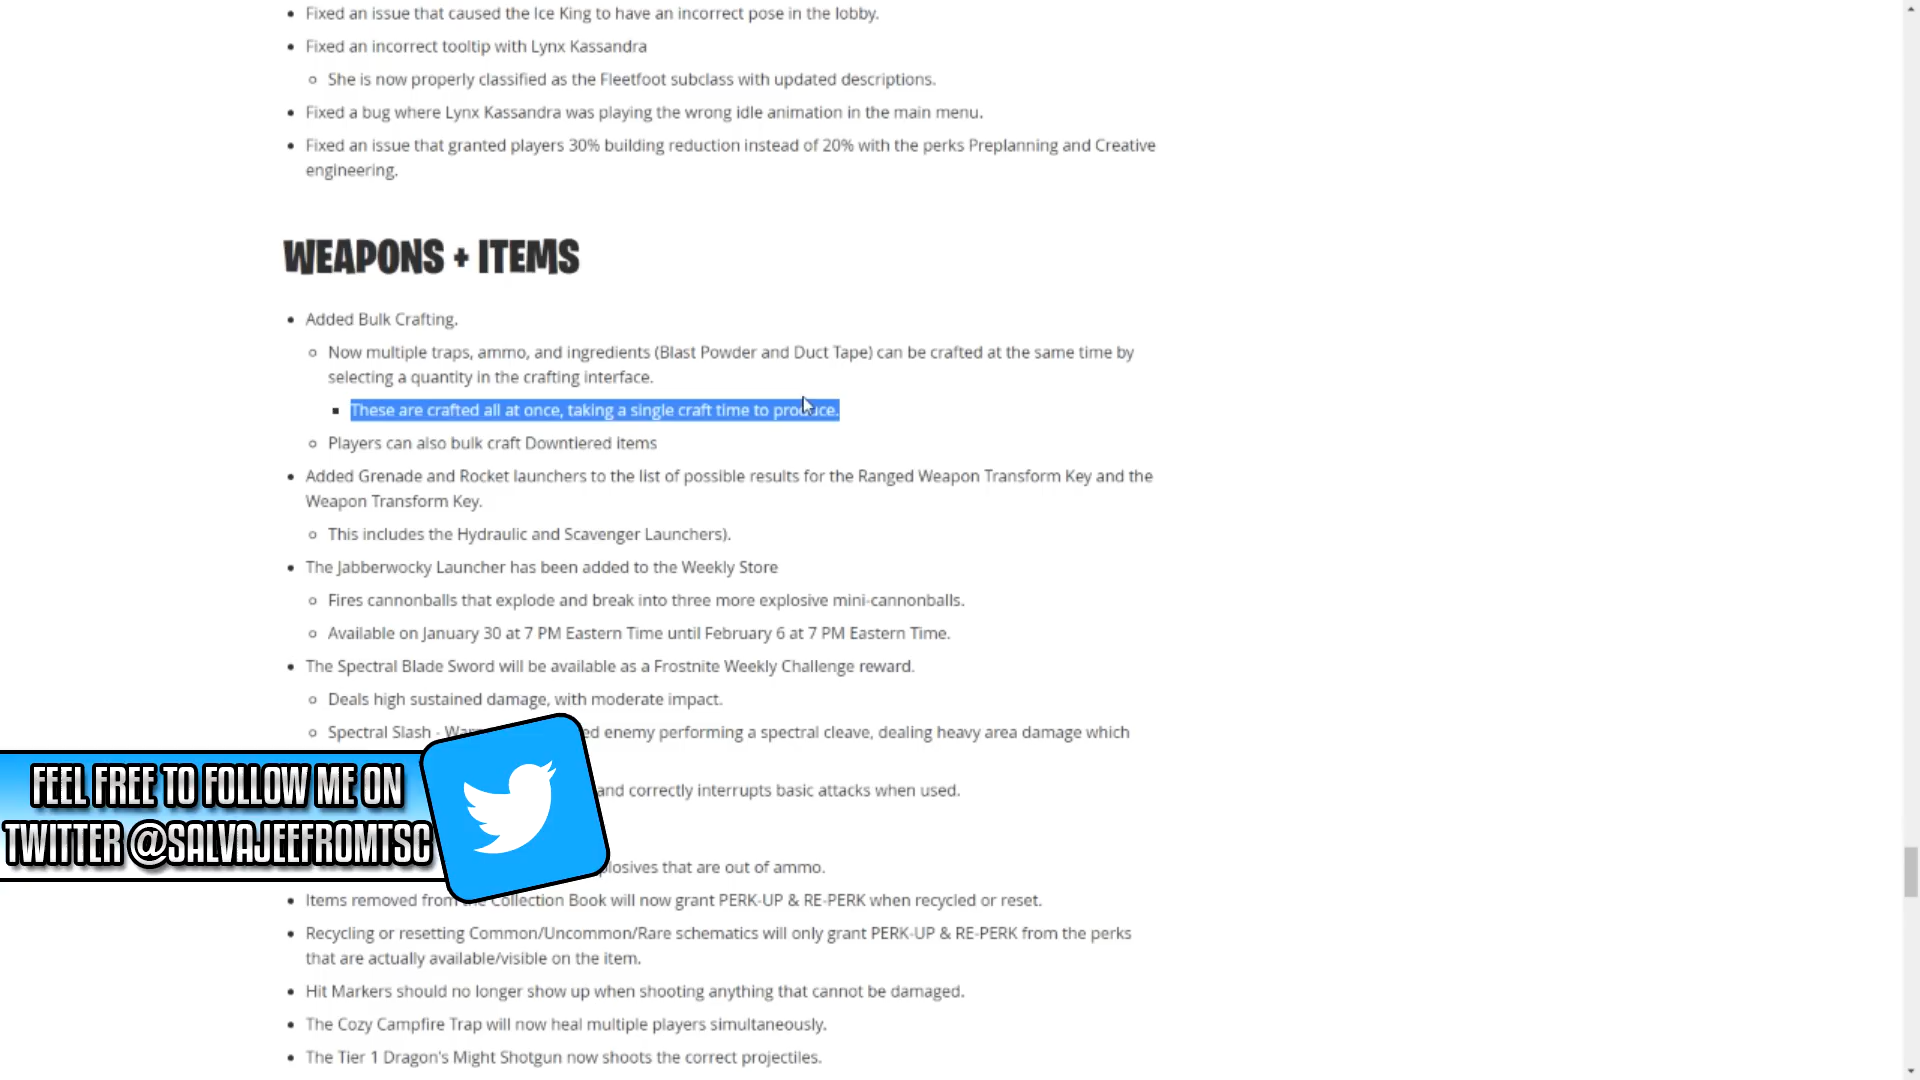 Fixed an issue that caused the Ice King to have an incorrect pose in the lobby.
Fixed an incorrect tooltip with Lynx Kassandra
She is now properly classified as the Fleetfoot subclass with updated descriptions.
Fixed a bug where Lynx Kassandra was playing the wrong idle animation in the main menu.
Fixed an issue that granted players 30% building reduction instead of 20% with the perks Preplanning and Creative
engineering.
WEAPONS + ITEMS
Added Bulk Crafting.
Now multiple traps, ammo, and ingredients (Blast Powder and Duct Tape) can be crafted at the same time by
selecting a quantity in the crafting interface.
These are crafted all at once, taking a single craft time to produce.
Players can also bulk craft Downtiered items
Added Grenade and Rocket launchers to the list of possible results for the Ranged Weapon Transform Key and the
Weapon Transform Key.
This includes the Hydraulic and Scavenger Launchers).
The Jabberwocky Launcher has been added to the Weekly Store
Fires cannonballs that explode and break into three more explosive mini-cannonballs.
Available on January 30 at 7 PM Eastern Time until February 6 at 7 PM Eastern Time.
The Spectral Blade Sword will be available as a Frostnite Weekly Challenge reward.
Deals high sustained damage, with moderate impact.
Spectral Slash - enemy performing a spectral cleave, dealing heavy area damage which
and correctly interrupts basic attacks when used.
FEEL FREE TO FOLLOW ME ON
TWITTER @SALVAJEEFROMTSC
that are out of ammo.
Items removed from the Collection Book will now grant PERK-UP & RE-PERK when recycled or reset.
Recycling or resetting Common/Uncommon/Rare schematics will only grant PERK-UP & RE-PERK from the perks
that are actually available/visible on the item.
Hit Markers should no longer show up when shooting anything that cannot be damaged.
The Cozy Campfire Trap will now heal multiple players simultaneously.
The Tier 1 Dragon's Might Shotgun now shoots the correct projectiles.